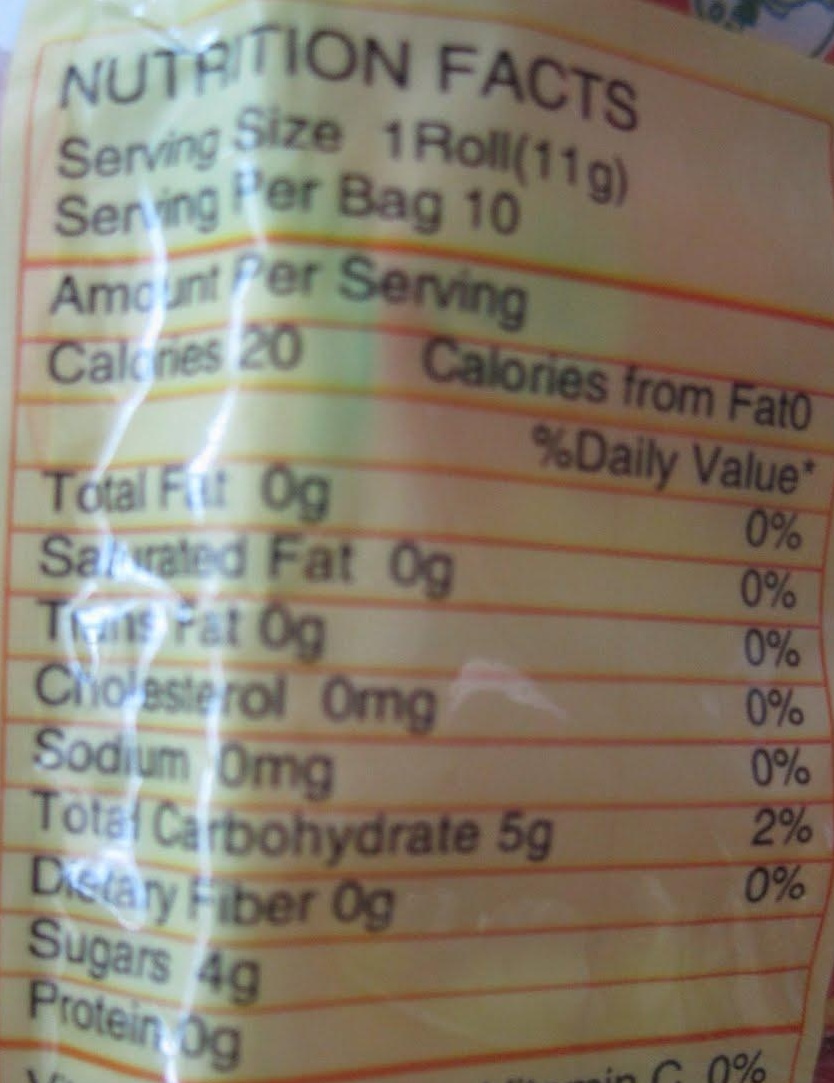 NUTRITION FACTS
Serving Size 1Roll(11g)
Serving Per Bag 10
Amount Per Serving
Calories 20 Calories from Fat0
%Daily Value*
Total Fat 0g 0%
Saturated Fat 0g 0%
Trans Fat 0g 0%
Cholesterol 0mg 0%
Sodium 0mg 0%
Total Carbohydrate 5g 2%
Dietary Fiber 0g 0%
Sugars 4g
Protein 0g
C 0%